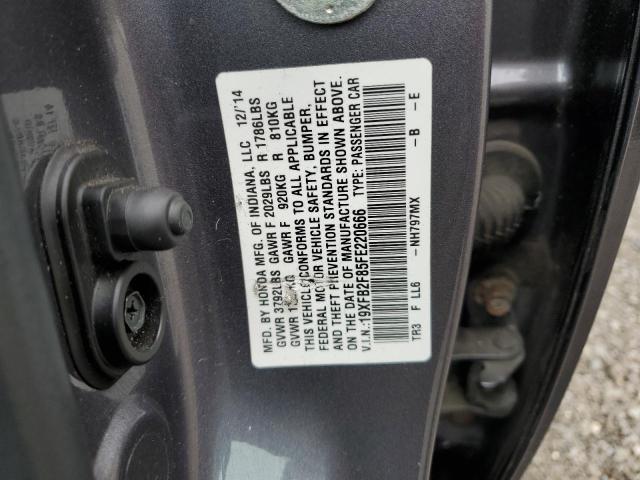 MFD. BY HONDA MFG. OF INDIANA, LLC 12/'14
GVWR 3792LBS GAWR F 2029LBS R 1786LBS
GVWR KG GAWR F 920KG R 810KG
THIS VEHICLE CONFORMS TO ALL APPLICABLE
FEDERAL MOTOR VEHICLE SAFETY, BUMPER,
AND THEFT PREVENTION STANDARDS IN EFFECT
ON THE DATE OF MANUFACTURE SHOWN ABOVE.
V.I.N.:19XFB2F85FE220666 TYPE: PASSENGER CAR
TR3 F LL6 -NH797MX -B -E